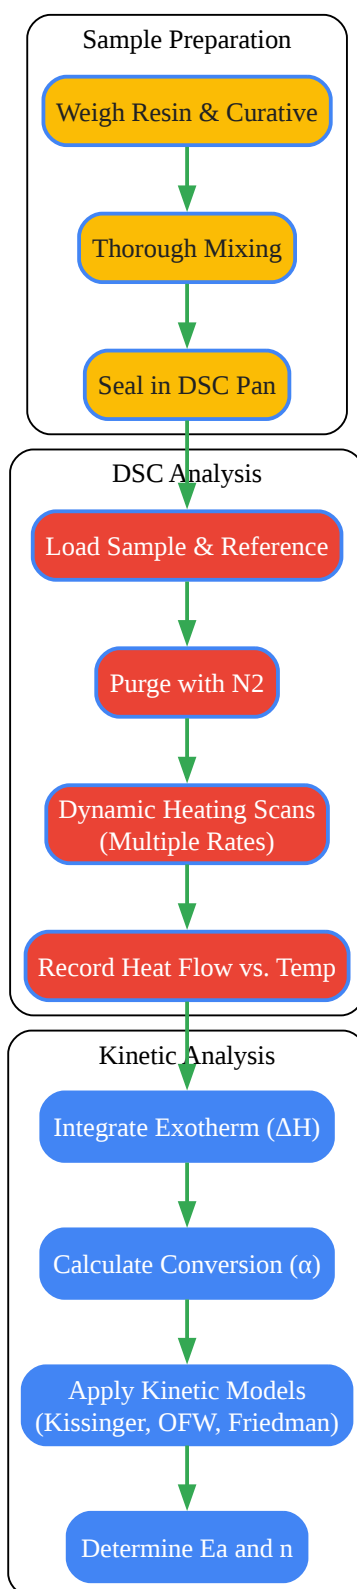 Sample Preparation
Weigh Resin & Curative
Thorough Mixing
Seal in DSC Pan
DSC Analysis
Load Sample & Reference
Purge with N2
Dynamic Heating Scans
(Multiple Rates)
Record Heat Flow vs. Temp
Kinetic Analysis
Integrate Exotherm (ΔH)
Calculate Conversion (α)
Apply Kinetic Models
(Kissinger, OFW, Friedman)
Determine Ea and n